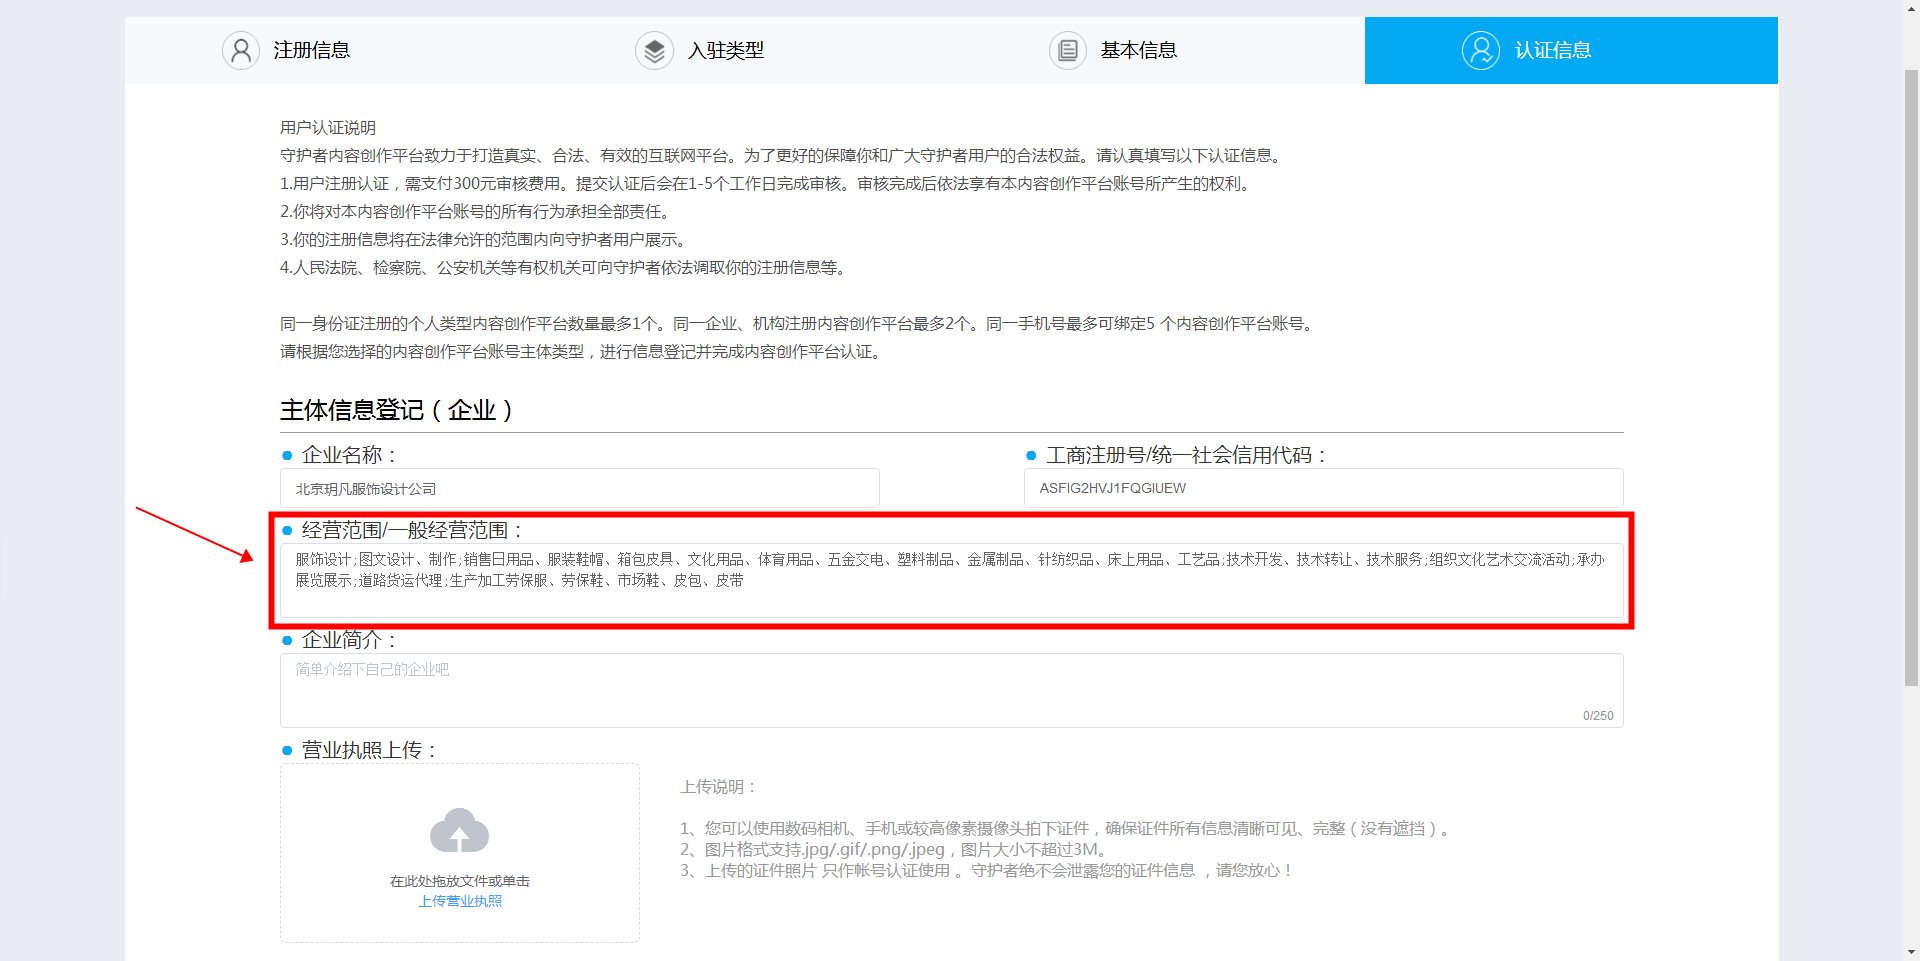 注册信息
入驻类型
基本信息
认证信息
用户认证说明
守护者内容创作平台致力于打造真实、合法、有效的互联网平台。为了更好的保障你和广大守护者用户的合法权益。请认真填写以下认证信息。
1.用户注册认证，需支付300元审核费用。提交认证后会在1-5个工作日完成审核。审核完成后依法享有本内容创作平台账号所产生的权利。
2.你将对本内容创作平台账号的所有行为承担全部责任。
3.你的注册信息将在法律允许的范围内向守护者用户展示。
4.人民法院、检察院、公安机关等有权机关可向守护者依法调取你的注册信息等。
同一身份证注册的个人类型内容创作平台数量最多1个。同一企业、机构注册内容创作平台最多2个。同一手机号最多可绑定5 个内容创作平台账号。
请根据您选择的内容创作平台账号主体类型，进行信息登记并完成内容创作平台认证。
主体信息登记（企业）
企业名称：
工商注册号/统一社会信用代码：
北京玥凡服饰设计公司
ASFIG2HVJ1FQGIUEW
经营范围/一般经营范围：
服饰设计;图文设计、制作;销售日用品、服装鞋帽、箱包皮具、文化用品、体育用品、五金交电、塑料制品、金属制品、针纺织品、床上用品、工艺品;技术开发、技术转让、技术服务;组织文化艺术交流活动;承办
展览展示;道路货运代理;生产加工劳保服、劳保鞋、市场鞋、皮包、皮带
企业简介：
简单介绍下自己的企业吧
0/250
营业执照上传：
上传说明：
1、您可以使用数码相机、手机或较高像素摄像头拍下证件，确保证件所有信息清晰可见、完整（没有遮挡）。
2、图片格式支持.jpg/.gif/.png/.jpeg，图片大小不超过3M。
3、上传的证件照片 只作帐号认证使用 。守护者绝不会泄露您的证件信息 ，请您放心！
在此处拖放文件或单击
上传营业执照